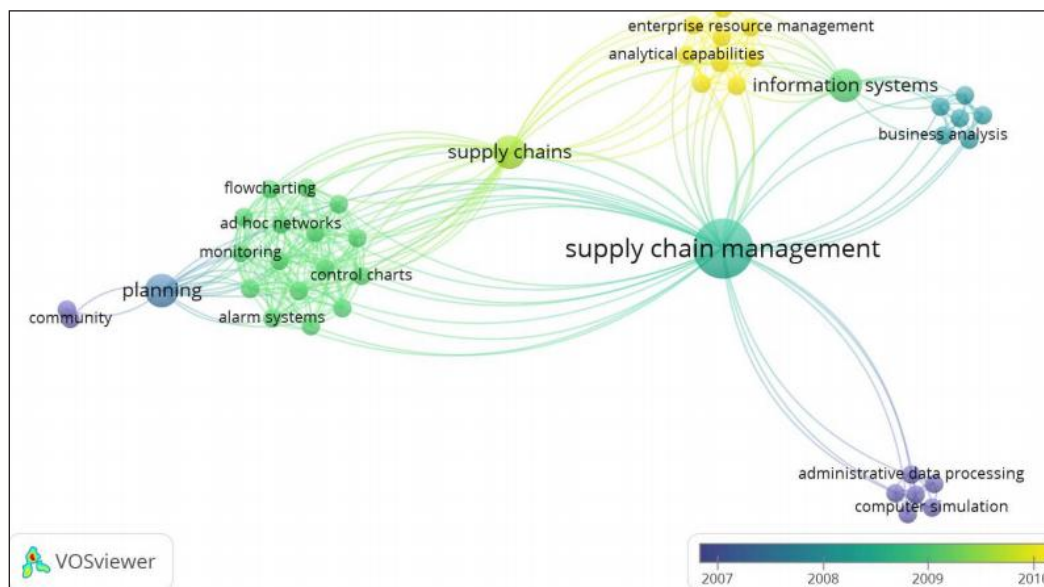 enterprise resource management
analytical capabilities
information systems
business analysis
supply chains
flowcharting
ad hoc networks
monitoring
control charts
supply chain management
planning
community
alarm systems
administrative data processing
computer simulation
VOSviewer
2007 2008 2009 2010